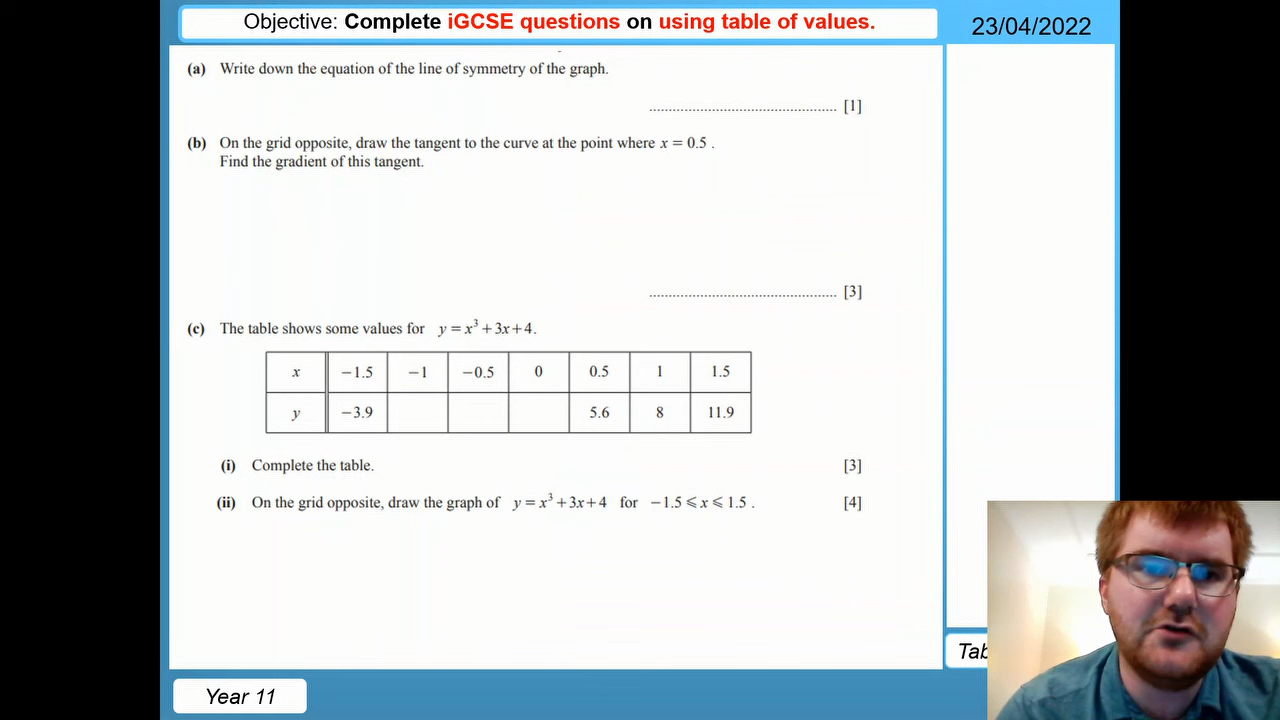 Objective: Complete iGCSE questions on using table of values.
23/04/2022
(a) Write down the equation of the line of symmetry of the graph.
.............................................. [1]
(b) On the grid opposite, draw the tangent to the curve at the point where x = 0.5 .
Find the gradient of this tangent.
.............................................. [3]
(c) The table shows some values for y = x³ + 3x + 4.
x −1.5 −1 −0.5 0 0.5 1 1.5
y −3.9 5.6 8 11.9
(i) Complete the table. [3]
(ii) On the grid opposite, draw the graph of y = x³ + 3x + 4 for −1.5 ⩽ x ⩽ 1.5 . [4]
Year 11